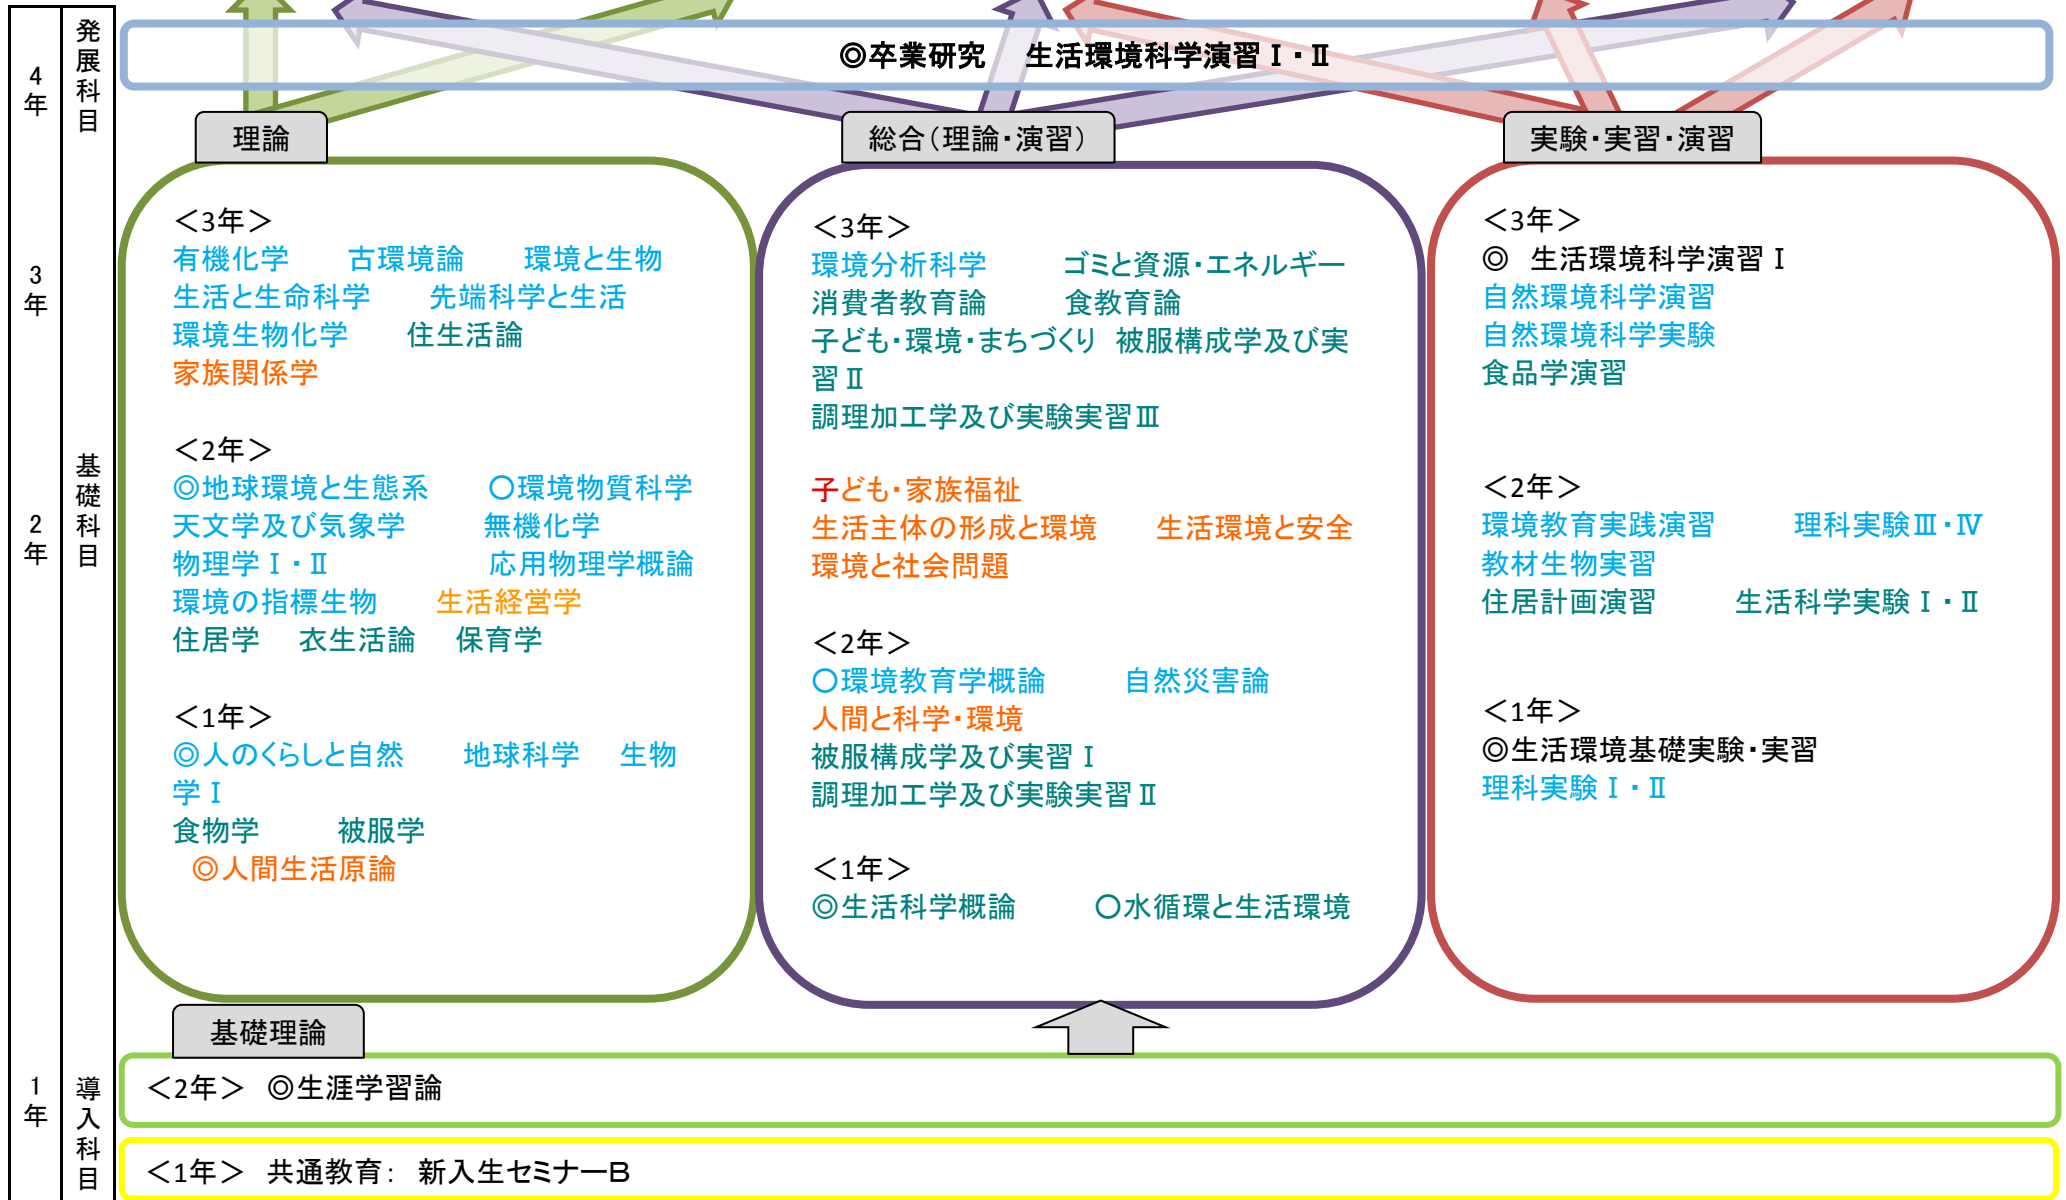 4年
発展科目
◎卒業研究　生活環境科学演習Ⅰ・Ⅱ
3年
2年
基礎科目
理論
＜3年＞
有機化学　古環境論　環境と生物
生活と生命科学　先端科学と生活
環境生物化学　住生活論
家族関係学
＜2年＞
◎地球環境と生態系　〇環境物質科学
天文学及び気象学　無機化学
物理学Ⅰ・Ⅱ　応用物理学概論
環境の指標生物　生活経営学
住居学　衣生活論　保育学
＜1年＞
◎人のくらしと自然　地球科学　生物
学Ⅰ
食物学　被服学
◎人間生活原論
総合（理論・演習）
＜3年＞
環境分析科学　ゴミと資源・エネルギー
消費者教育論　食教育論
子ども・環境・まちづくり　被服構成学及び実
習Ⅱ
調理加工学及び実験実習Ⅲ
子ども・家族福祉
生活主体の形成と環境　生活環境と安全
環境と社会問題
＜2年＞
〇環境教育学概論　自然災害論
人間と科学・環境
被服構成学及び実習Ⅰ
調理加工学及び実験実習Ⅱ
＜1年＞
◎生活科学概論　〇水循環と生活環境
実験・実習・演習
＜3年＞
◎　生活環境科学演習Ⅰ
自然環境科学演習
自然環境科学実験
食品学演習
＜2年＞
環境教育実践演習　理科実験Ⅲ・Ⅳ
教材生物実習
住居計画演習　生活科学実験Ⅰ・Ⅱ
＜1年＞
◎生活環境基礎実験・実習
理科実験Ⅰ・Ⅱ
基礎理論
1年
導入科目
＜2年＞　◎生涯学習論
＜1年＞　共通教育：　新入生セミナーB